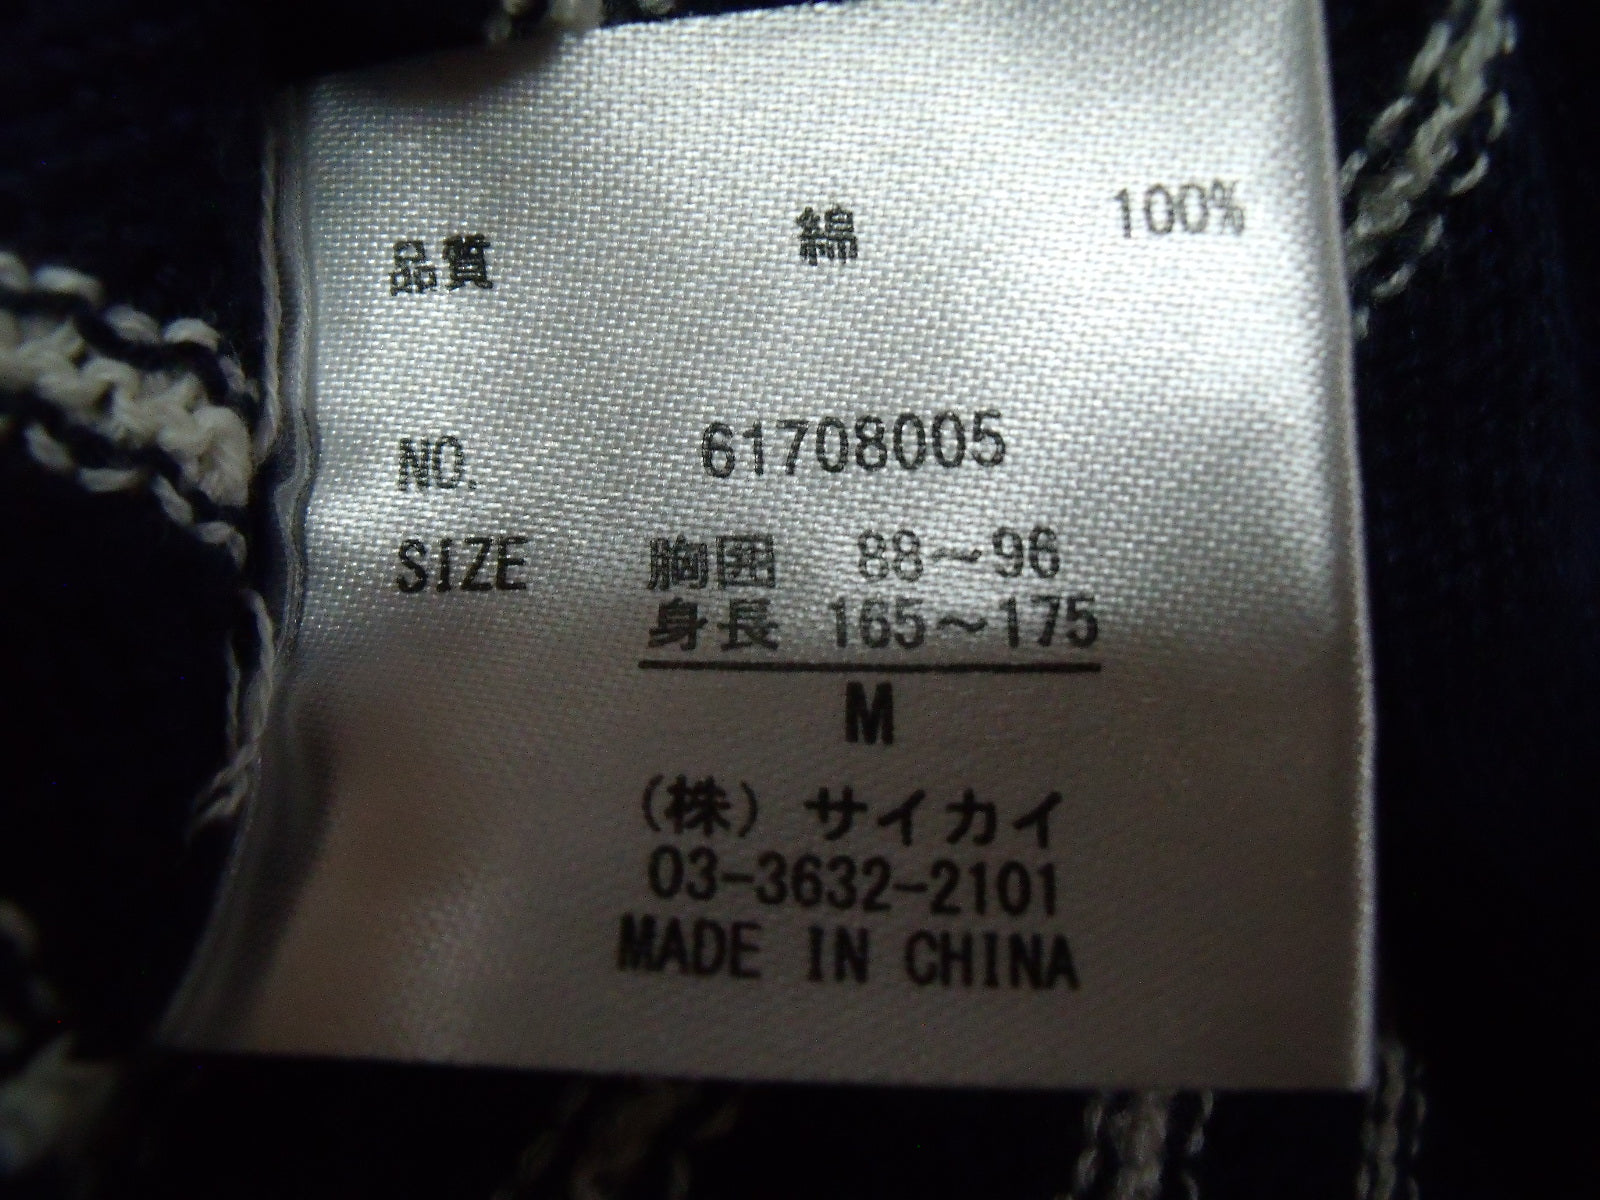 品質 綿 100%
NO. 61708005
SIZE 胸囲 88～96
身長 165～175
M
(株) サイカイ
03-3632-2101
MADE IN CHINA